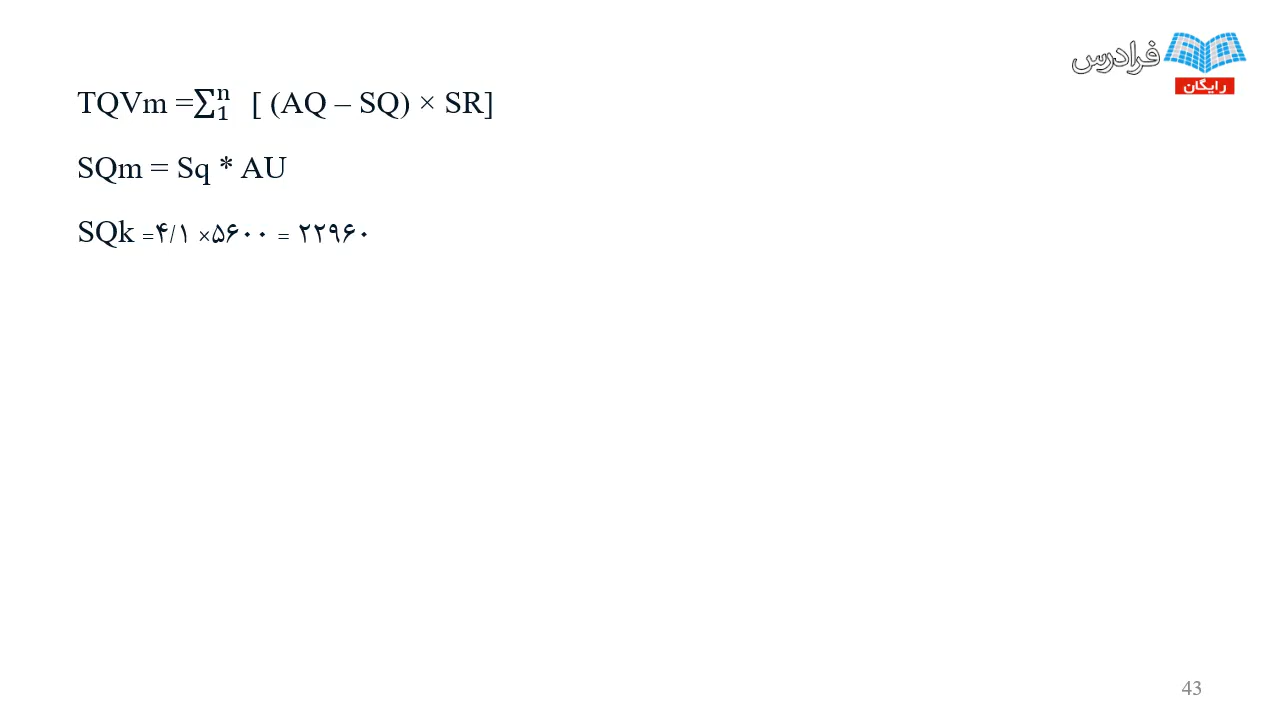 فرادرس
رایگان
TQVm =∑₁ⁿ [ (AQ – SQ) × SR]
SQm = Sq * AU
SQk =۴/۱ ×۵۶۰۰ = ۲۲۹۶۰
43